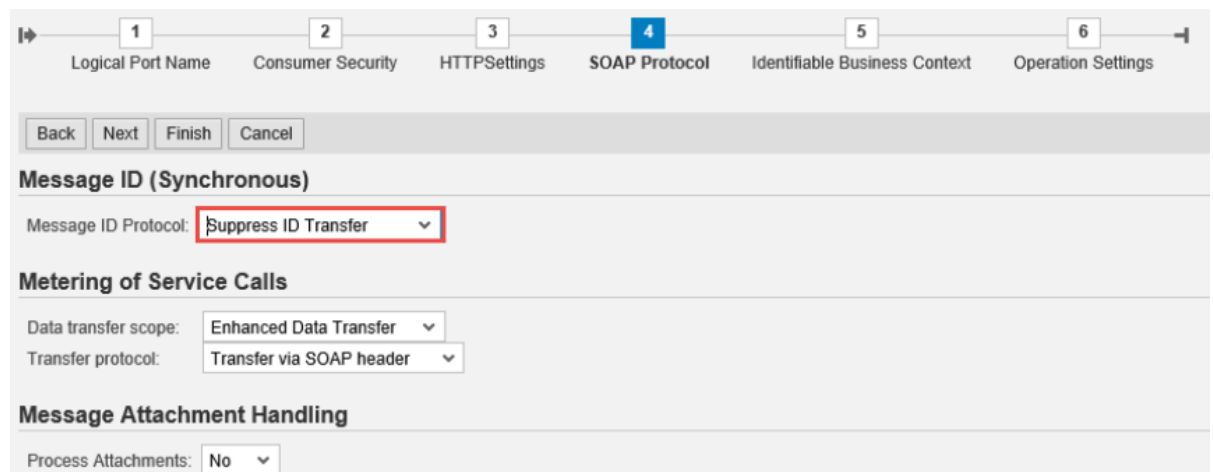 1 2 3 4 5 6
Logical Port Name Consumer Security HTTPSettings SOAP Protocol Identifiable Business Context Operation Settings
Back Next Finish Cancel
Message ID (Synchronous)
Message ID Protocol: Suppress ID Transfer
Metering of Service Calls
Data transfer scope: Enhanced Data Transfer
Transfer protocol: Transfer via SOAP header
Message Attachment Handling
Process Attachments: No